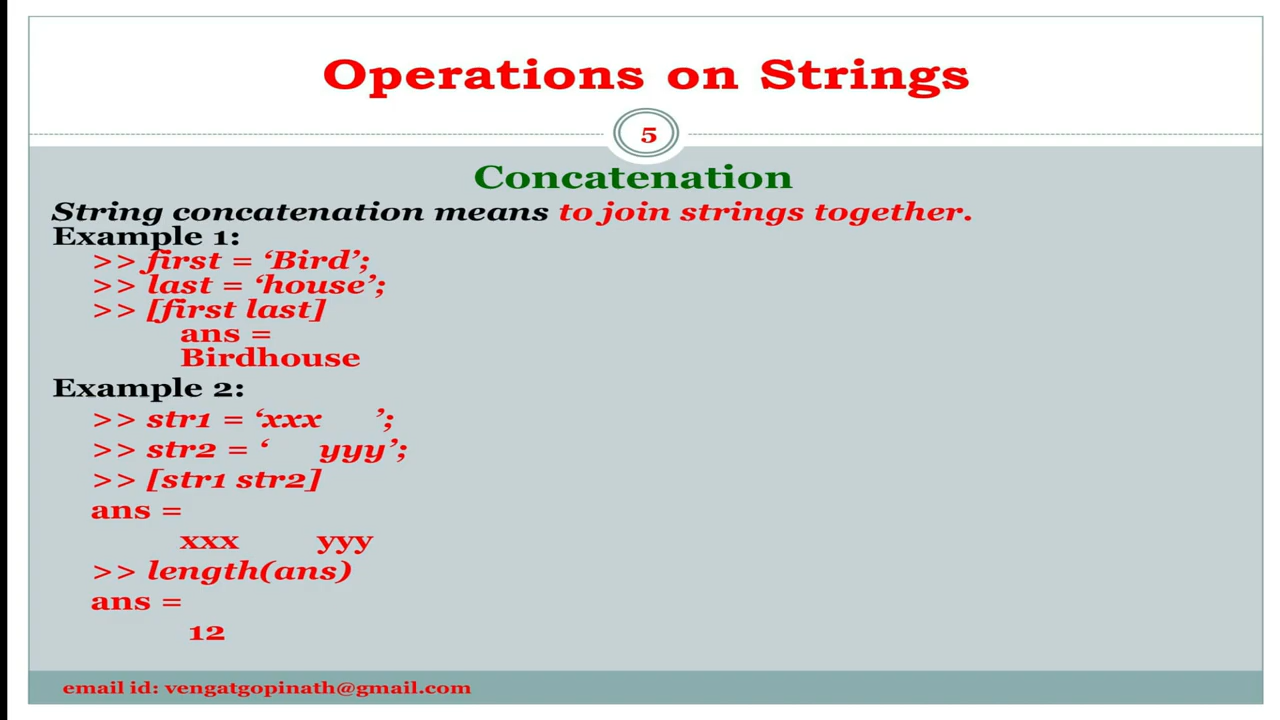 Operations on Strings
5
Concatenation
String concatenation means to join strings together.
Example 1:
>> first = ‘Bird’;
>> last = ‘house’;
>> [first last]
ans =
Birdhouse
Example 2:
>> str1 = ‘xxx   ’;
>> str2 = ‘   yyy’;
>> [str1 str2]
ans =
xxx      yyy
>> length(ans)
ans =
12
email id: vengatgopinath@gmail.com